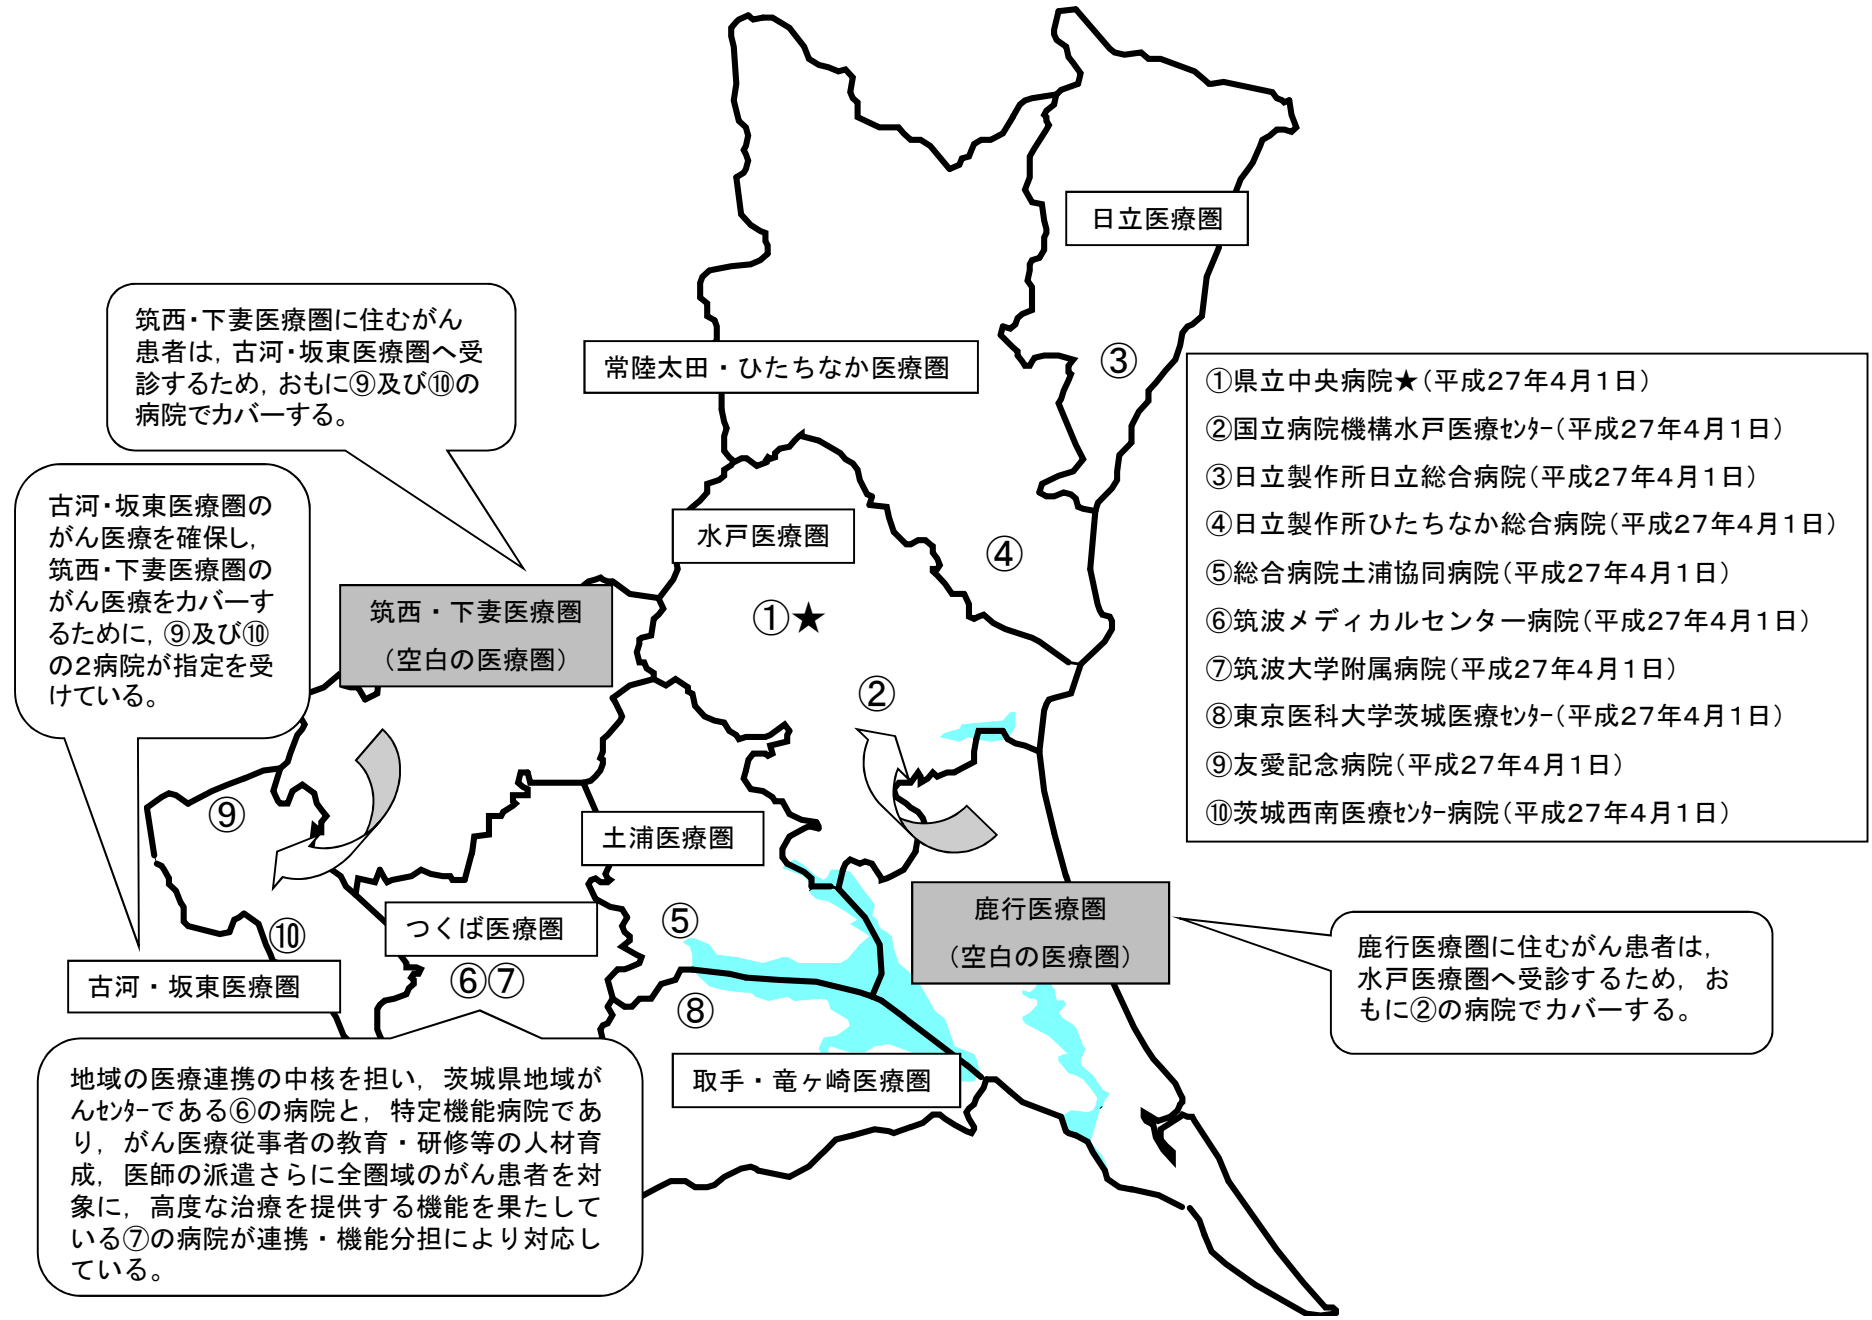 日立医療圏
筑西・下妻医療圏に住むがん
患者は，古河・坂東医療圏へ受
診するため，おもに⑨及び⑩の
病院でカバーする。
常陸太田・ひたちなか医療圏
③
①県立中央病院★（平成２７年４月１日）
②国立病院機構水戸医療ｾﾝﾀｰ（平成２７年４月１日）
③日立製作所日立総合病院（平成２７年４月１日）
④日立製作所ひたちなか総合病院（平成２７年４月１日）
⑤総合病院土浦協同病院（平成２７年４月１日）
⑥筑波メディカルセンター病院（平成２７年４月１日）
⑦筑波大学附属病院（平成２７年４月１日）
⑧東京医科大学茨城医療ｾﾝﾀｰ（平成２７年４月１日）
⑨友愛記念病院（平成２７年４月１日）
⑩茨城西南医療ｾﾝﾀｰ病院（平成２７年４月１日）
古河・坂東医療圏の
がん医療を確保し，
筑西・下妻医療圏の
がん医療をカバーす
るために，⑨及び⑩
の２病院が指定を受
けている。
水戸医療圏
④
筑西・下妻医療圏
（空白の医療圏）
①★
②
⑨
土浦医療圏
⑤
鹿行医療圏
（空白の医療圏）
鹿行医療圏に住むがん患者は，
水戸医療圏へ受診するため，お
もに②の病院でカバーする。
つくば医療圏
⑩
⑥⑦
古河・坂東医療圏
⑧
取手・竜ヶ崎医療圏
地域の医療連携の中核を担い，茨城県地域が
んｾﾝﾀｰである⑥の病院と，特定機能病院であ
り，がん医療従事者の教育・研修等の人材育
成，医師の派遣さらに全圏域のがん患者を対
象に，高度な治療を提供する機能を果たして
いる⑦の病院が連携・機能分担により対応し
ている。